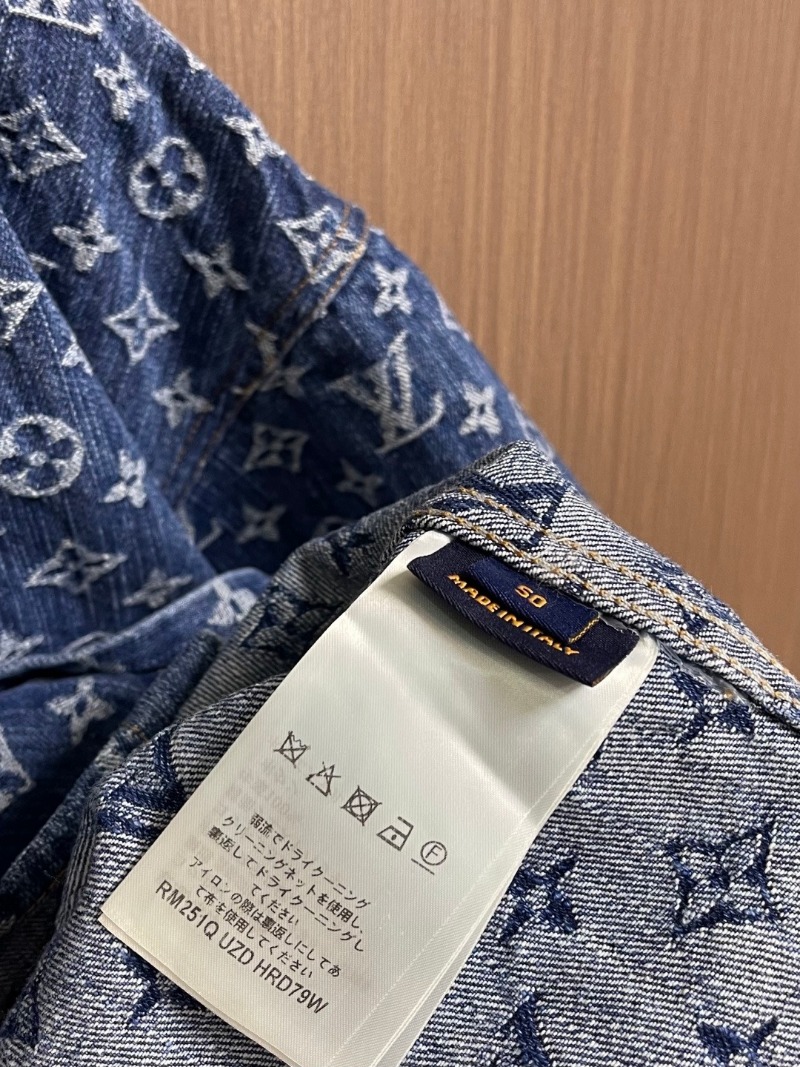 50
MADE IN ITALY
F
弱流でドライクリーニング
クリーニングネットを使用し、
裏返してドライクリーニングし
てください
アイロンの際は裏返しにしてあ
て布を使用してください
RM251Q UZD HRD79W